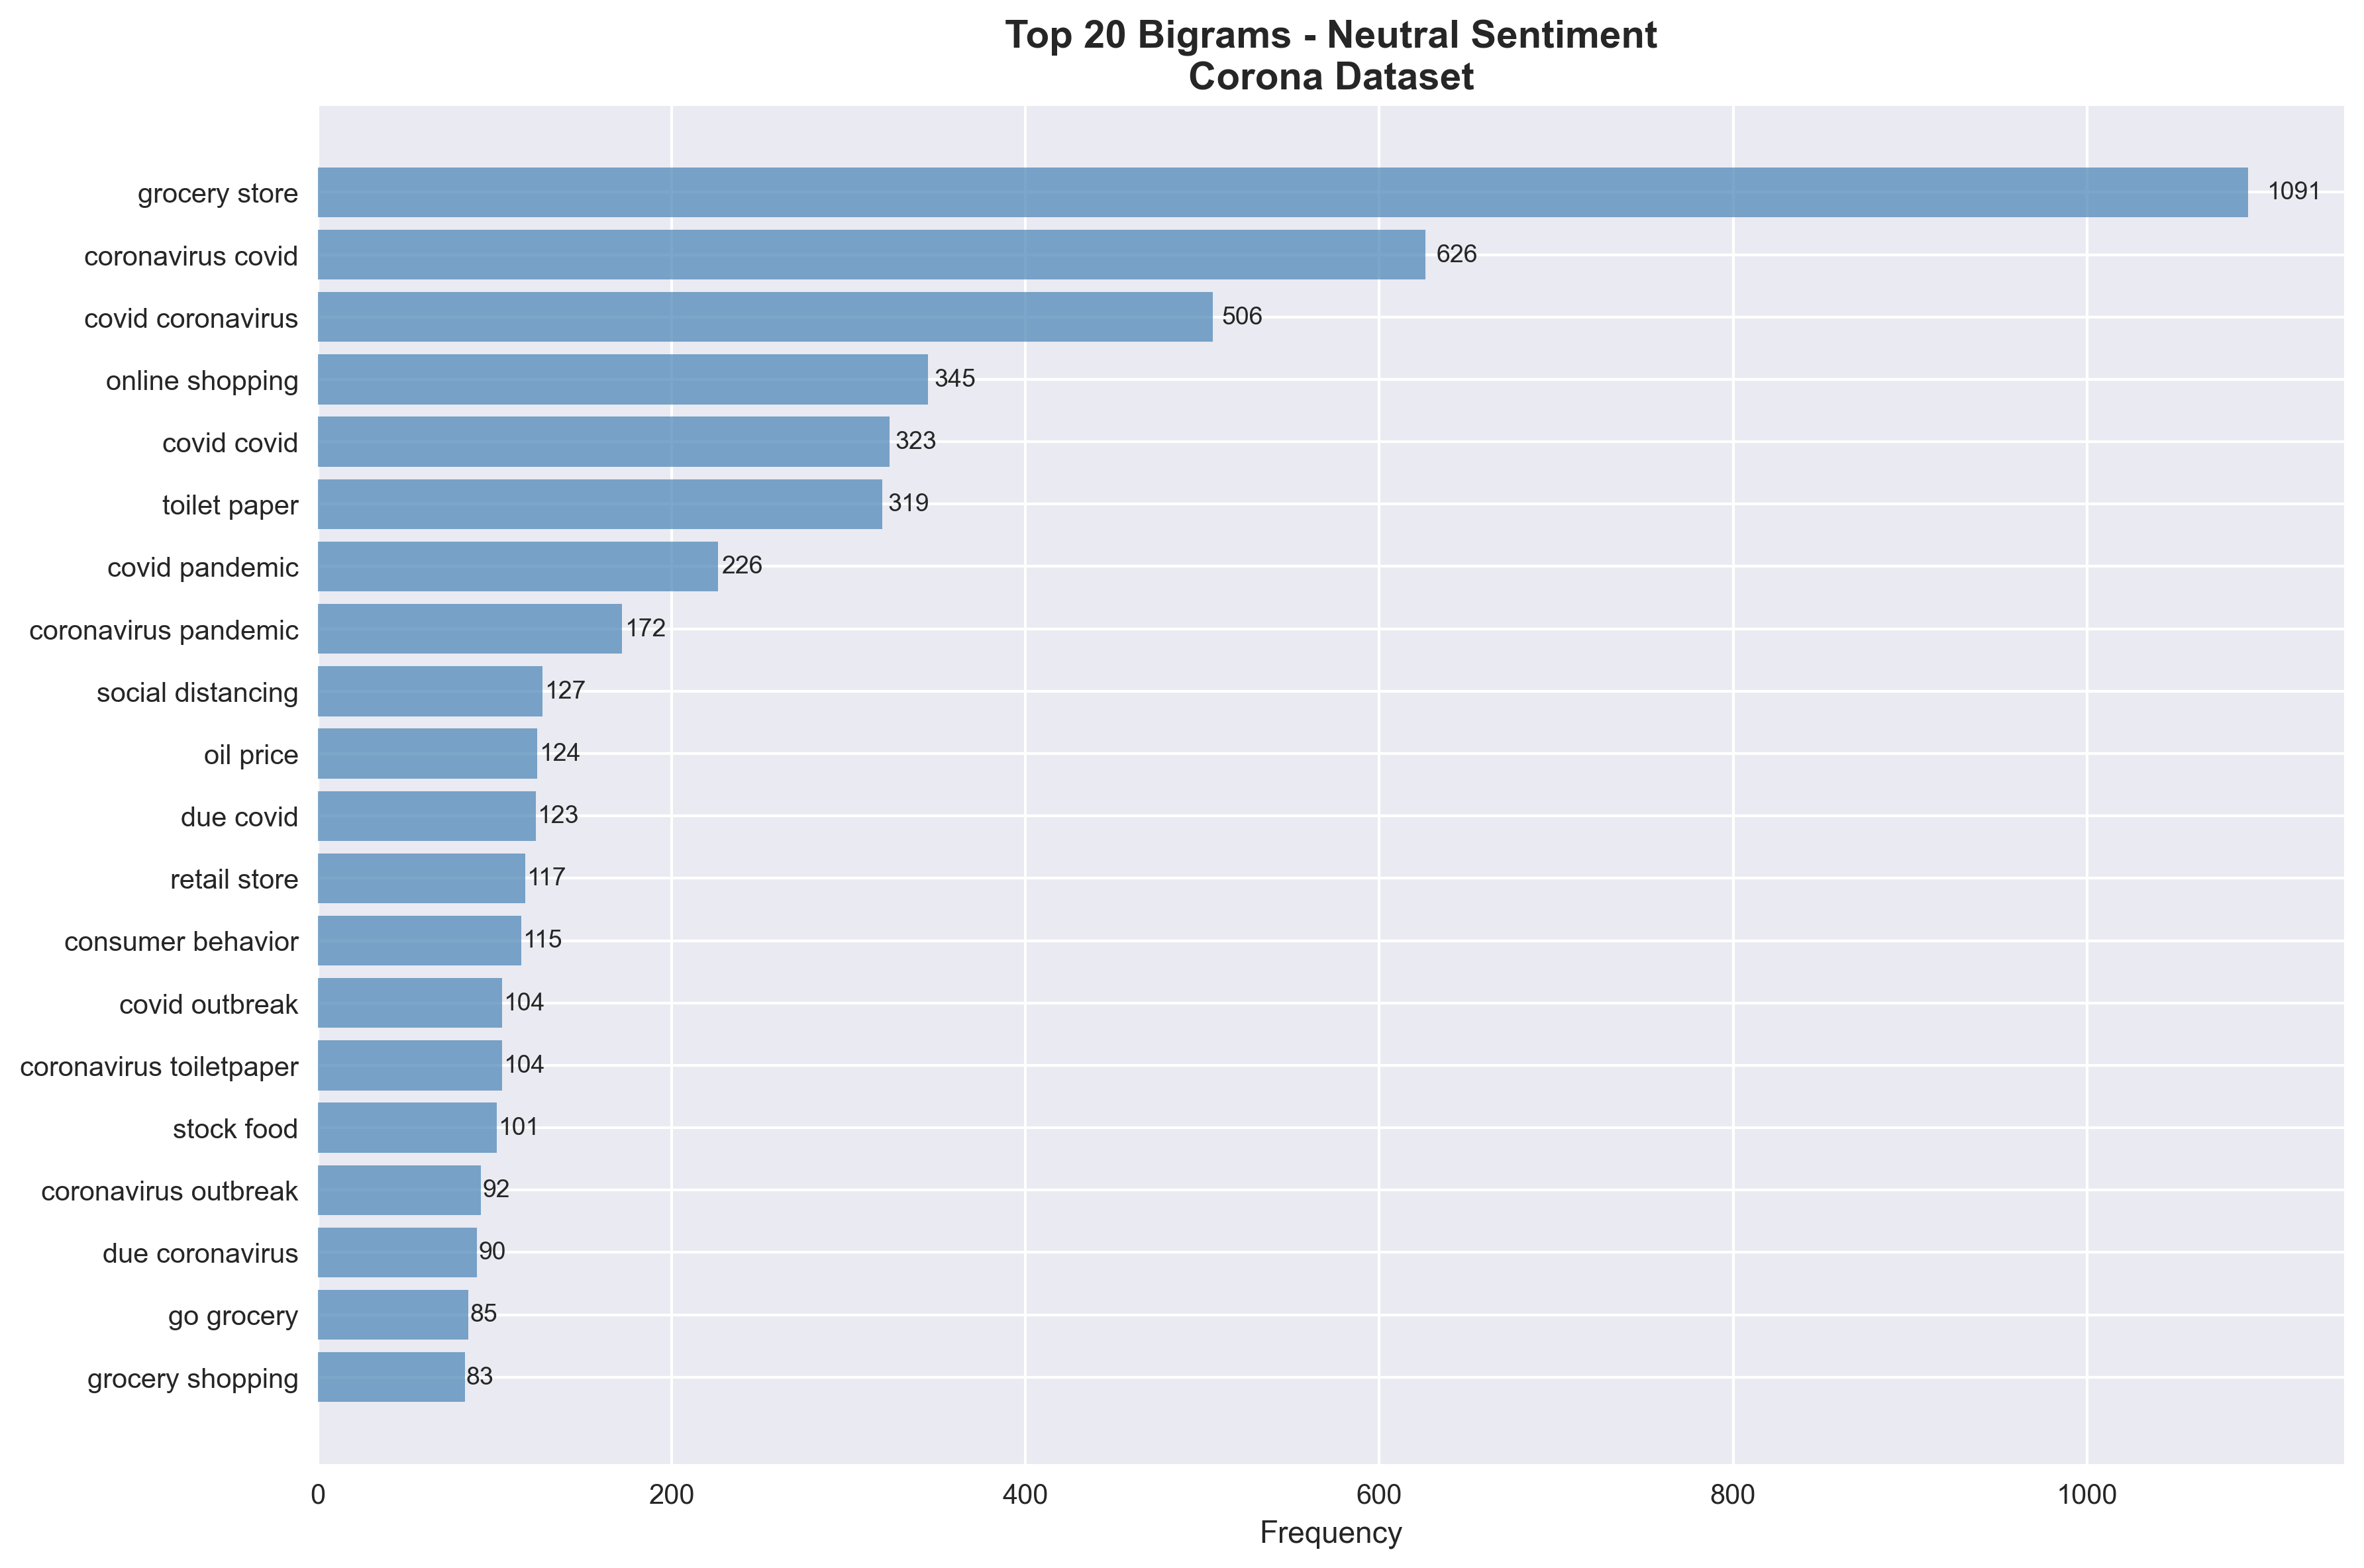 Top 20 Bigrams - Neutral Sentiment
Corona Dataset
grocery store 1091
coronavirus covid 626
covid coronavirus 506
online shopping 345
covid covid 323
toilet paper 319
covid pandemic 226
coronavirus pandemic 172
social distancing 127
oil price 124
due covid 123
retail store 117
consumer behavior 115
covid outbreak 104
coronavirus toiletpaper 104
stock food 101
coronavirus outbreak 92
due coronavirus 90
go grocery 85
grocery shopping 83
0 200 400 600 800 1000
Frequency